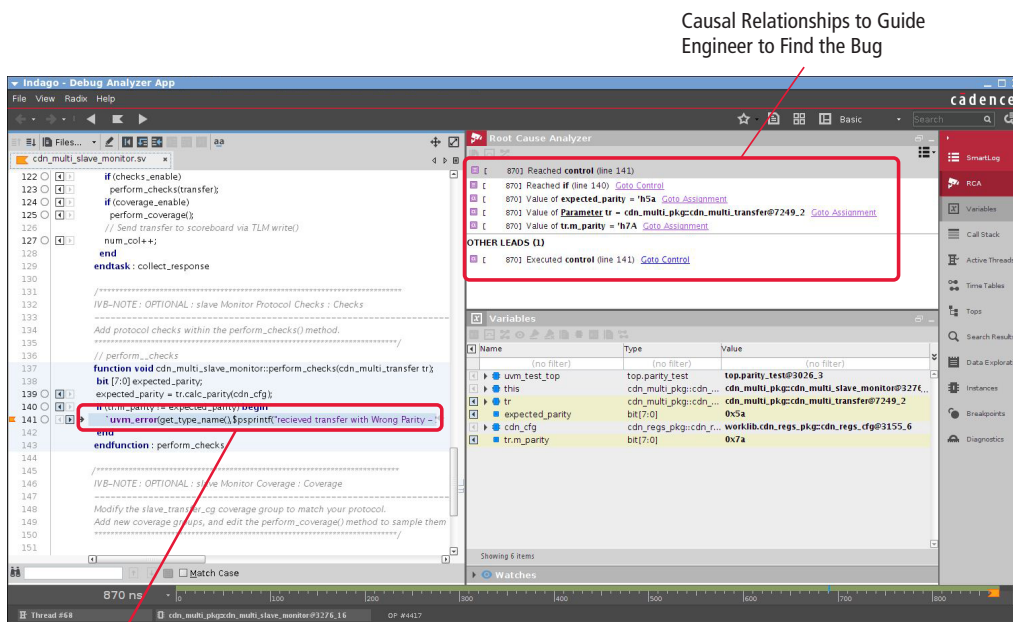 Causal Relationships to Guide
Engineer to Find the Bug
Indago - Debug Analyzer App
File View Radix Help
cādence
Basic
Search
Files...
aa
cdn_multi_slave_monitor.sv
122 if (checks_enable)
123 perform_checks(transfer);
124 if (coverage_enable)
125 perform_coverage();
126 // Send transfer to scoreboard via TLM write()
127 num_col++;
128 end
129 endtask : collect_response
130
131 /****************************************************************************
132 IVB-NOTE : OPTIONAL : slave Monitor Protocol Checks : Checks
133
134 Add protocol checks within the perform_checks() method.
135 ****************************************************************************/
136 // perform__checks
137 function void cdn_multi_slave_monitor::perform_checks(cdn_multi_transfer tr);
138 bit [7:0] expected_parity;
139 expected_parity = tr.calc_parity(cdn_cfg);
140 if (tr.m_parity != expected_parity) begin
141 `uvm_error(get_type_name(),$psprintf("recieved transfer with Wrong Parity -
142 end
143 endfunction : perform_checks
144
145 /****************************************************************************
146 IVB-NOTE : OPTIONAL : slave Monitor Coverage : Coverage
147
148 Modify the slave_transfer_cg coverage group to match your protocol.
149 Add new coverage groups, and edit the perform_coverage() method to sample them
150 ****************************************************************************/
151
Match Case
Root Cause Analyzer
[ 870] Reached control (line 141)
[ 870] Reached if (line 140) Goto Control
[ 870] Value of expected_parity = 'h5a Goto Assignment
[ 870] Value of Parameter tr = cdn_multi_pkg::cdn_multi_transfer@7249_2 Goto Assignment
[ 870] Value of tr.m_parity = 'h7A Goto Assignment
OTHER LEADS (1)
[ 870] Executed control (line 141) Goto Control
Variables
Name Type Value
(no filter) (no filter) (no filter)
uvm_test_top top.parity_test top.parity_test@3026_3
this cdn_multi_pkg::cdn_... cdn_multi_pkg::cdn_multi_slave_monitor@327€...
tr cdn_multi_pkg::cdn_... cdn_multi_pkg::cdn_multi_transfer@7249_2
expected_parity bit[7:0] 0x5a
cdn_cfg cdn_regs_pkg::cdn_r... worklib.cdn_regs_pkg::cdn_regs_cfg@3155_6
tr.m_parity bit[7:0] 0x7a
Showing 6 items
Watches
SmartLog
RCA
Variables
Call Stack
Active Threads
Time Tables
Tops
Search Results
Data Explorat
Instances
Breakpoints
Diagnostics
870 ns
0 100 200 300 400 500 600 700 800
Thread #68 cdn_multi_pkg::cdn_multi_slave_monitor@3276_16 OP #4417